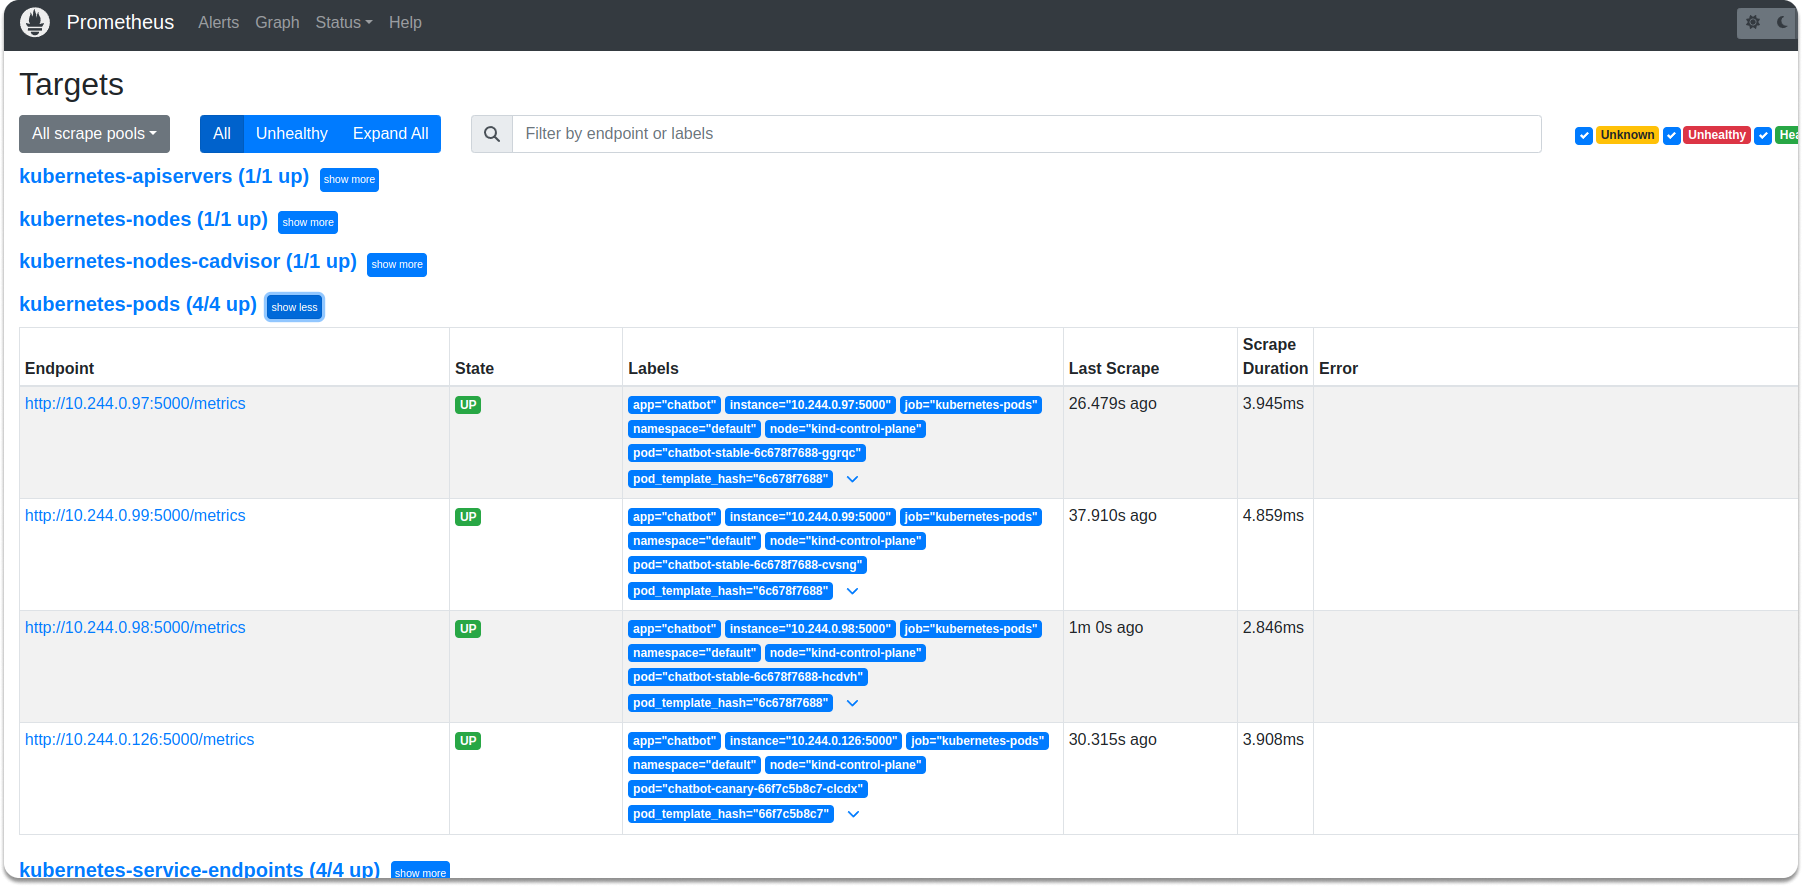 Prometheus Alerts Graph Status Help
Targets
All scrape pools All Unhealthy Expand All Filter by endpoint or labels Unknown Unhealthy Hea
kubernetes-apiservers (1/1 up) show more
kubernetes-nodes (1/1 up) show more
kubernetes-nodes-cadvisor (1/1 up) show more
kubernetes-pods (4/4 up) show less
Endpoint State Labels Last Scrape Scrape Duration Error
http://10.244.0.97:5000/metrics UP app="chatbot" instance="10.244.0.97:5000" job="kubernetes-pods" 26.479s ago 3.945ms
namespace="default" node="kind-control-plane"
pod="chatbot-stable-6c678f7688-ggrqc"
pod_template_hash="6c678f7688"
http://10.244.0.99:5000/metrics UP app="chatbot" instance="10.244.0.99:5000" job="kubernetes-pods" 37.910s ago 4.859ms
namespace="default" node="kind-control-plane"
pod="chatbot-stable-6c678f7688-cvsng"
pod_template_hash="6c678f7688"
http://10.244.0.98:5000/metrics UP app="chatbot" instance="10.244.0.98:5000" job="kubernetes-pods" 1m 0s ago 2.846ms
namespace="default" node="kind-control-plane"
pod="chatbot-stable-6c678f7688-hcdvh"
pod_template_hash="6c678f7688"
http://10.244.0.126:5000/metrics UP app="chatbot" instance="10.244.0.126:5000" job="kubernetes-pods" 30.315s ago 3.908ms
namespace="default" node="kind-control-plane"
pod="chatbot-canary-66f7c5b8c7-clcdx"
pod_template_hash="66f7c5b8c7"
kubernetes-service-endpoints (4/4 up) show more